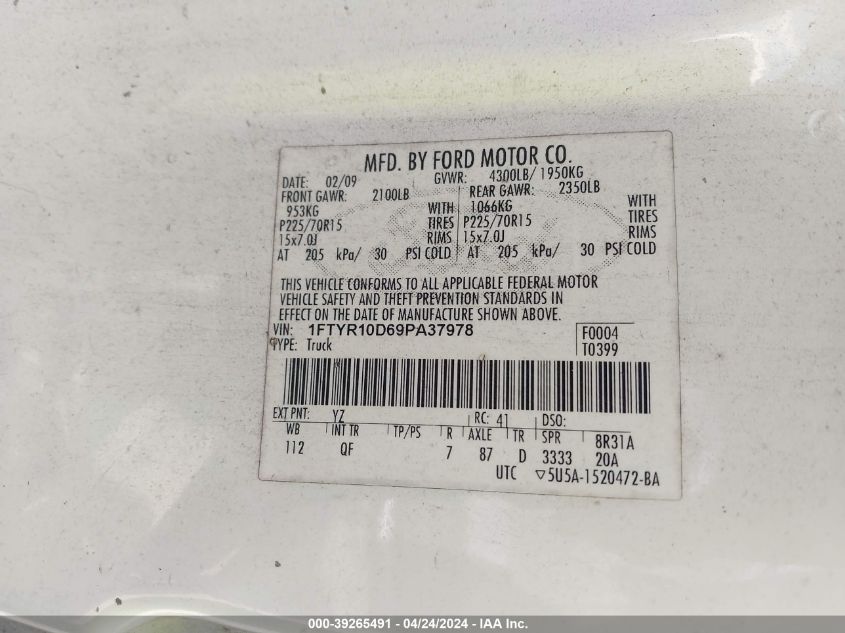 MFD. BY FORD MOTOR CO.
DATE: 02/09 GVWR: 4300LB/ 1950KG
FRONT GAWR: 2100LB REAR GAWR: 2350LB
953KG WITH 1066KG WITH
P225/70R15 TIRES P225/70R15 TIRES
15x7.0J RIMS 15x7.0J RIMS
AT 205 kPa/ 30 PSI COLD AT 205 kPa/ 30 PSI COLD
THIS VEHICLE CONFORMS TO ALL APPLICABLE FEDERAL MOTOR
VEHICLE SAFETY AND THEFT PREVENTION STANDARDS IN
EFFECT ON THE DATE OF MANUFACTURE SHOWN ABOVE.
VIN: 1FTYR10D69PA37978 F0004
TYPE: Truck T0399
EXT PNT: YZ RC: 41 DSO:
WB INT TR TP/PS R AXLE TR SPR 8R31A
112 QF 7 87 D 3333 20A
UTC ▽5U5A-1520472-BA
000-39265491 - 04/24/2024 - IAA Inc.